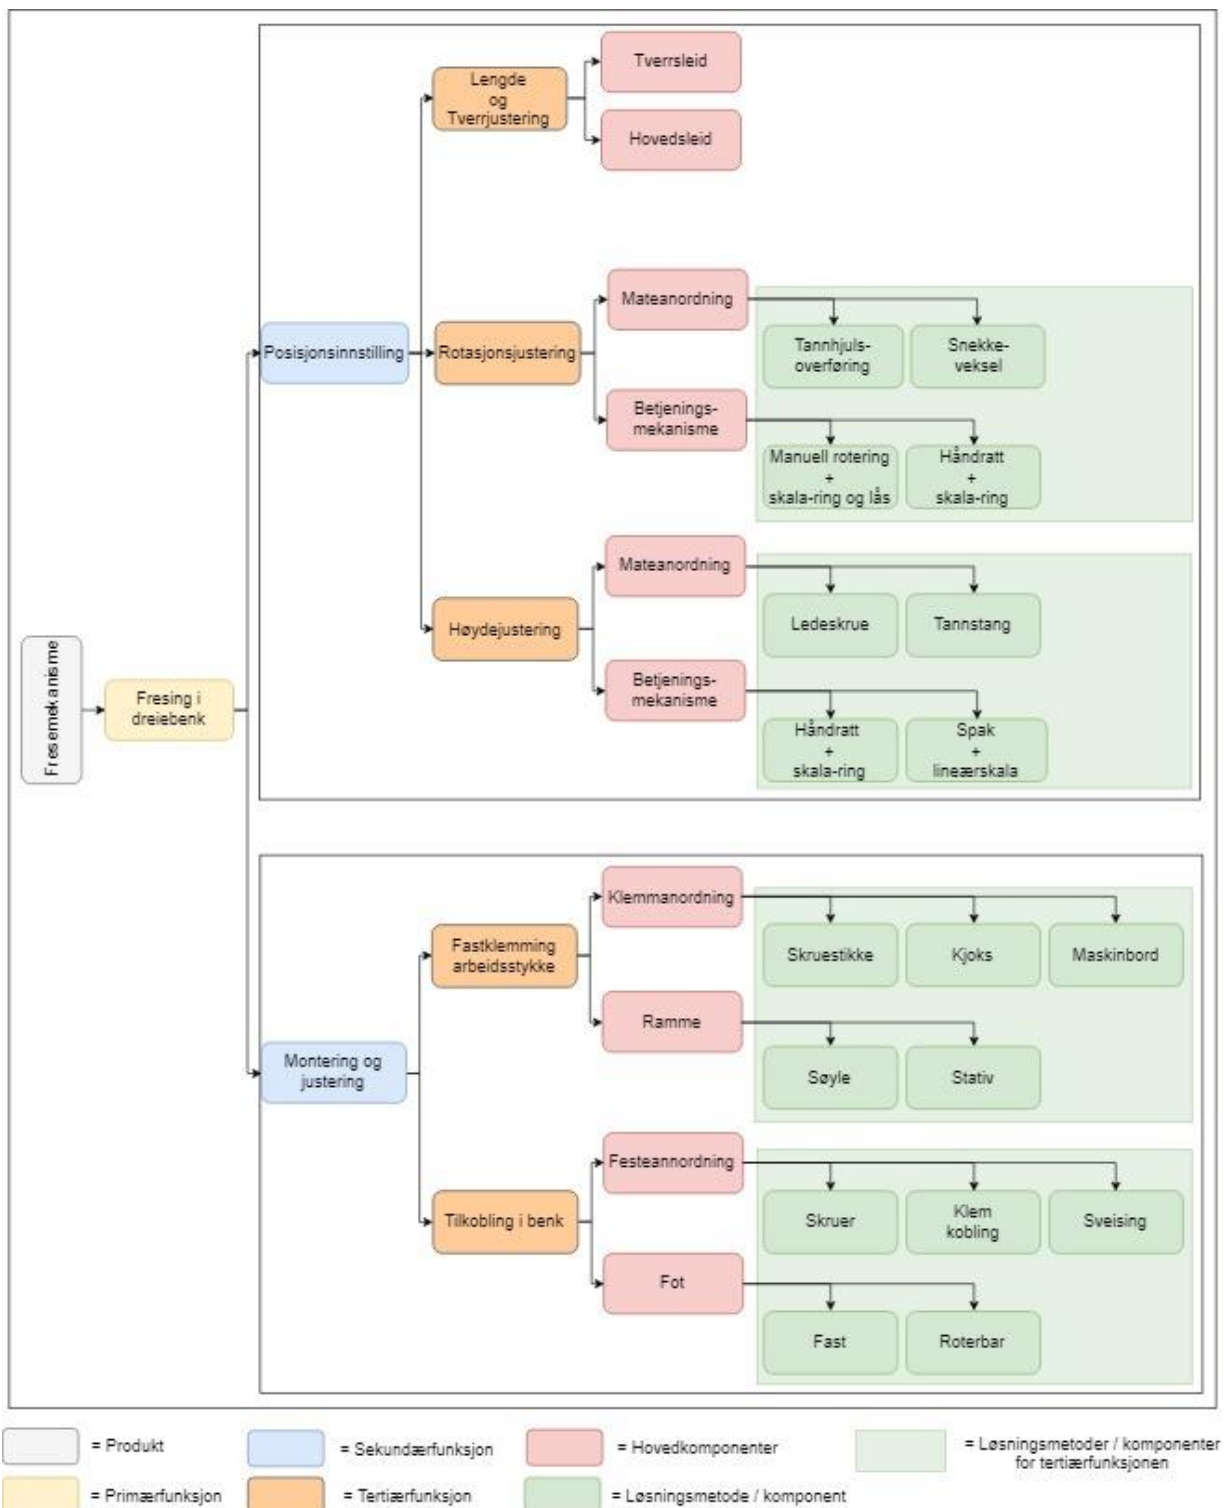 Fresemekanisme
Fresing i
dreiebenk
Posisjonsinnstilling
Lengde
og
Tverrjustering
Tverrsleid
Hovedsleid
Rotasjonsjustering
Mateanordning
Tannhjuls-
overføring
Snekke-
veksel
Betjenings-
mekanisme
Manuell rotering
+
skala-ring og lås
Håndratt
+
skala-ring
Høydejustering
Mateanordning
Ledeskrue
Tannstang
Betjenings-
mekanisme
Håndratt
+
skala-ring
Spak
+
lineærskala
Montering og
justering
Fastklemming
arbeidsstykke
Klemmanordning
Skruestikke
Kjoks
Maskinbord
Ramme
Søyle
Stativ
Tilkobling i benk
Festeannordning
Skruer
Klem
kobling
Sveising
Fot
Fast
Roterbar
= Produkt
= Sekundærfunksjon
= Hovedkomponenter
= Løsningsmetoder / komponenter
for tertiærfunksjonen
= Primærfunksjon
= Tertiærfunksjon
= Løsningsmetode / komponent